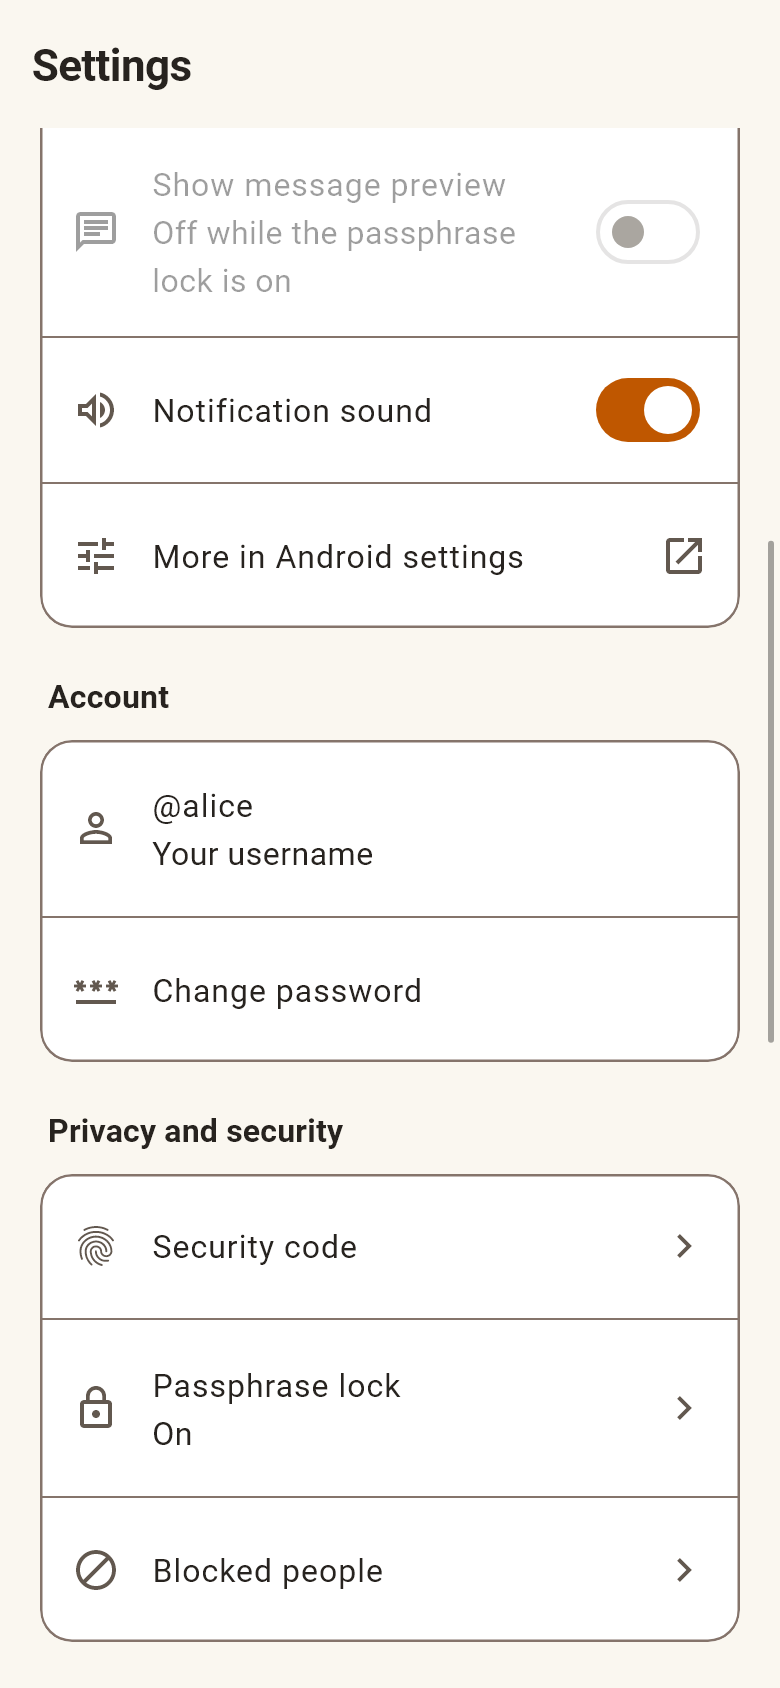 Settings
Show message preview
Off while the passphrase
lock is on
Notification sound
More in Android settings
Account
@alice
Your username
Change password
Privacy and security
Security code
Passphrase lock
On
Blocked people